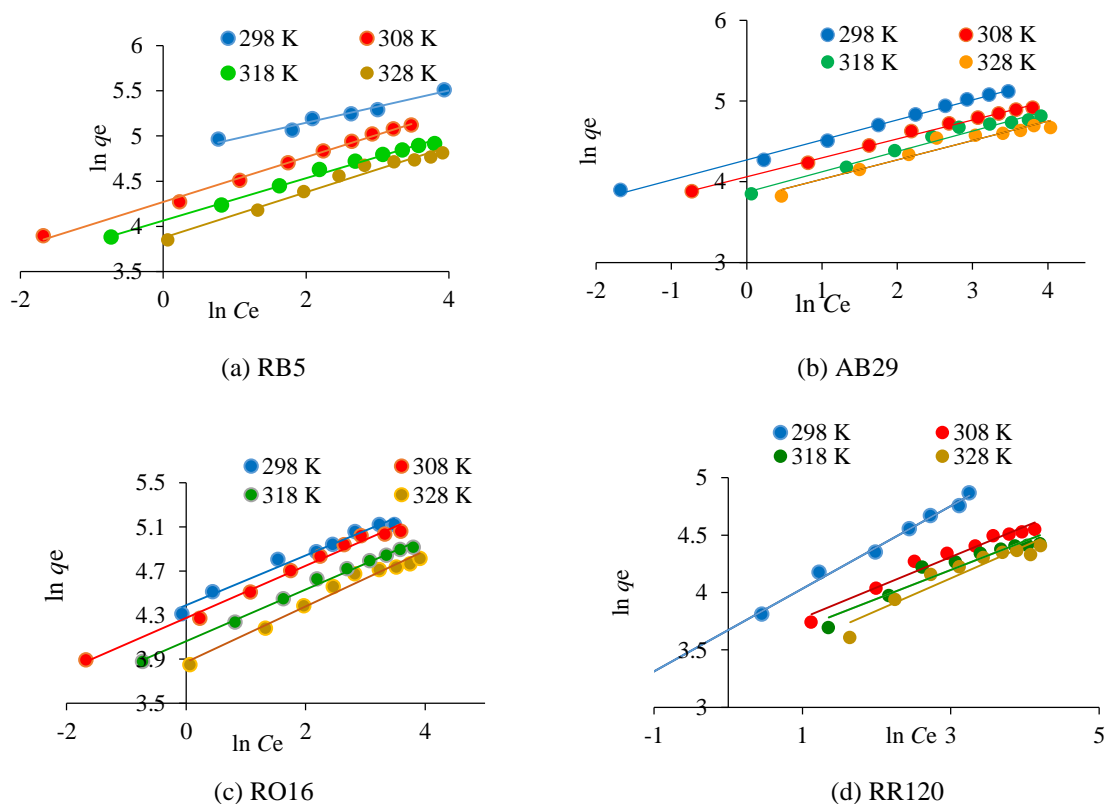 298 K
308 K
318 K
328 K
6
5.5
5
4.5
4
3.5
ln qe
-2
0
2
4
ln Ce
(a) RB5
298 K
308 K
318 K
328 K
6
5
4
3
ln qe
-2
-1
0
1
2
3
4
ln Ce
(b) AB29
298 K
308 K
318 K
328 K
5.5
5.1
4.7
4.3
3.9
3.5
ln qe
-2
0
2
4
ln Ce
(c) RO16
298 K
308 K
318 K
328 K
5
4.5
4
3.5
3
ln qe
-1
1
ln Ce
3
5
(d) RR120